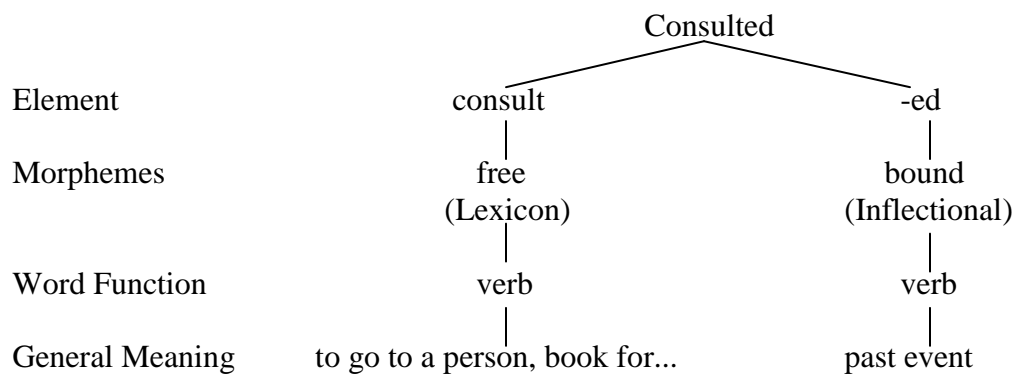 Consulted
Element consult -ed
Morphemes free bound
(Lexicon) (Inflectional)
Word Function verb verb
General Meaning to go to a person, book for... past event